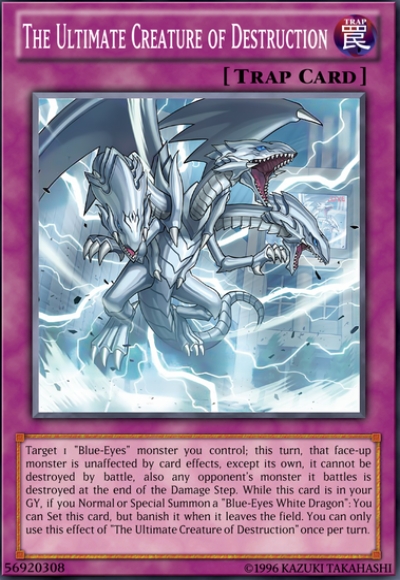 THE ULTIMATE CREATURE OF DESTRUCTION
TRAP
罠
[ TRAP CARD ]
Target 1 "Blue-Eyes" monster you control; this turn, that face-up
monster is unaffected by card effects, except its own, it cannot be
destroyed by battle, also any opponent's monster it battles is
destroyed at the end of the Damage Step. While this card is in your
GY, if you Normal or Special Summon a "Blue-Eyes White Dragon": You
can Set this card, but banish it when it leaves the field. You can only
use this effect of "The Ultimate Creature of Destruction" once per turn.
56920308
©1996 KAZUKI TAKAHASHI